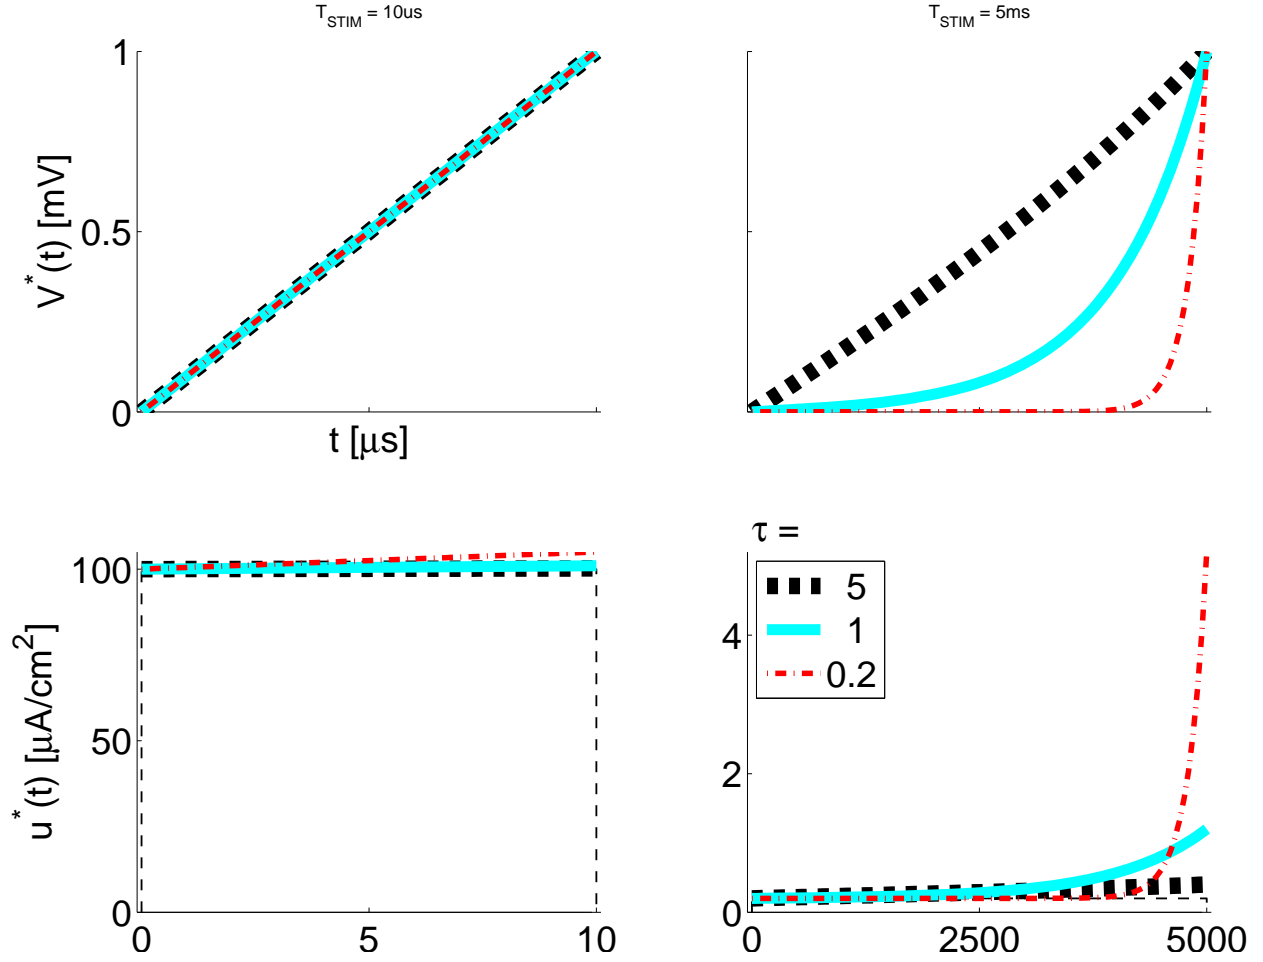 T_STIM = 10us
T_STIM = 5ms
1
0.5
0
V*(t) [mV]
t [μs]
τ =
100
50
0
u*(t) [μA/cm²]
0 5 10
4
2
0
5
1
0.2
0 2500 5000